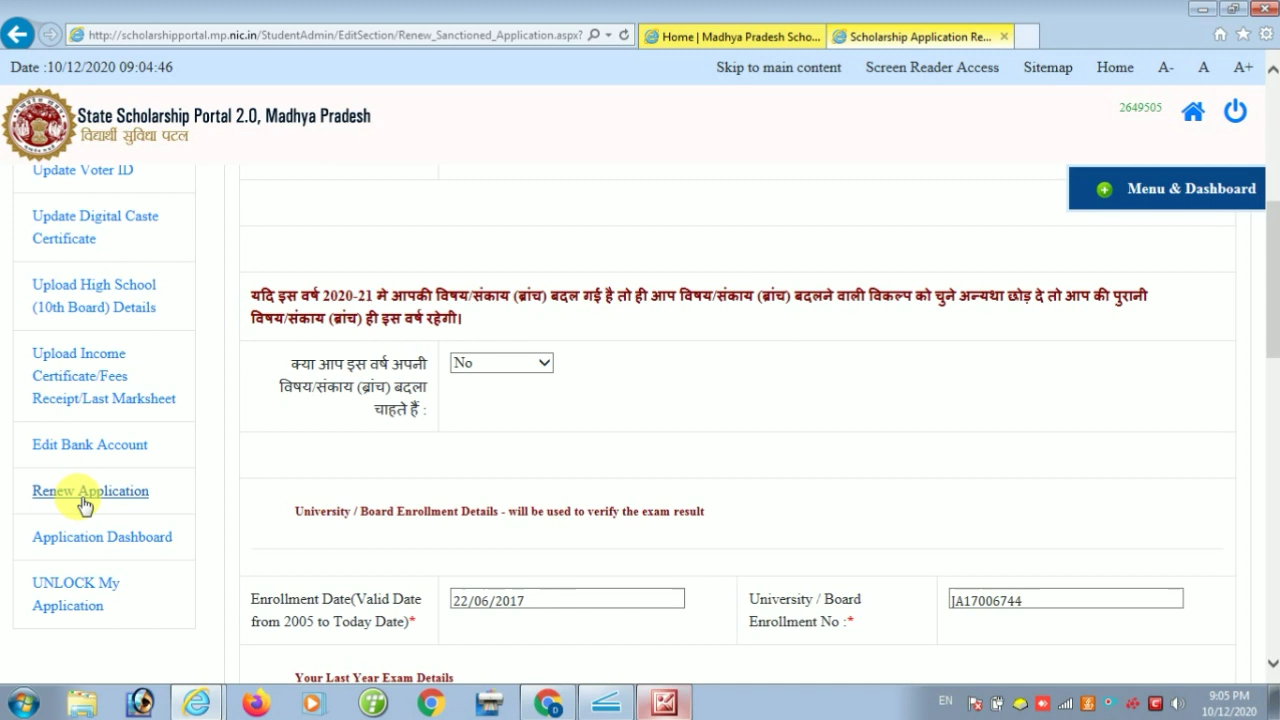 http://scholarshipportal.mp.nic.in/StudentAdmin/EditSection/Renew_Sanctioned_Application.aspx?
Home | Madhya Pradesh Scho...
Scholarship Application Re...
Date :10/12/2020 09:04:46
Skip to main content
Screen Reader Access
Sitemap
Home
A-
A
A+
State Scholarship Portal 2.0, Madhya Pradesh
विद्यार्थी सुविधा पटल
2649505
Menu & Dashboard
Update Voter ID
Update Digital Caste
Certificate
Upload High School
(10th Board) Details
Upload Income
Certificate/Fees
Receipt/Last Marksheet
Edit Bank Account
Renew Application
Application Dashboard
UNLOCK My
Application
यदि इस वर्ष 2020-21 मे आपकी विषय/संकाय (ब्रांच) बदल गई है तो ही आप विषय/संकाय (ब्रांच) बदलने वाली विकल्प को चुने अन्यथा छोड़ दे तो आप की पुरानी
विषय/संकाय (ब्रांच) ही इस वर्ष रहेगी।
क्या आप इस वर्ष अपनी
विषय/संकाय (ब्रांच) बदला
चाहते हैं :
No
University / Board Enrollment Details - will be used to verify the exam result
Enrollment Date(Valid Date
from 2005 to Today Date)*
22/06/2017
University / Board
Enrollment No :*
JA17006744
Your Last Year Exam Details
EN
9:05 PM
10/12/2020